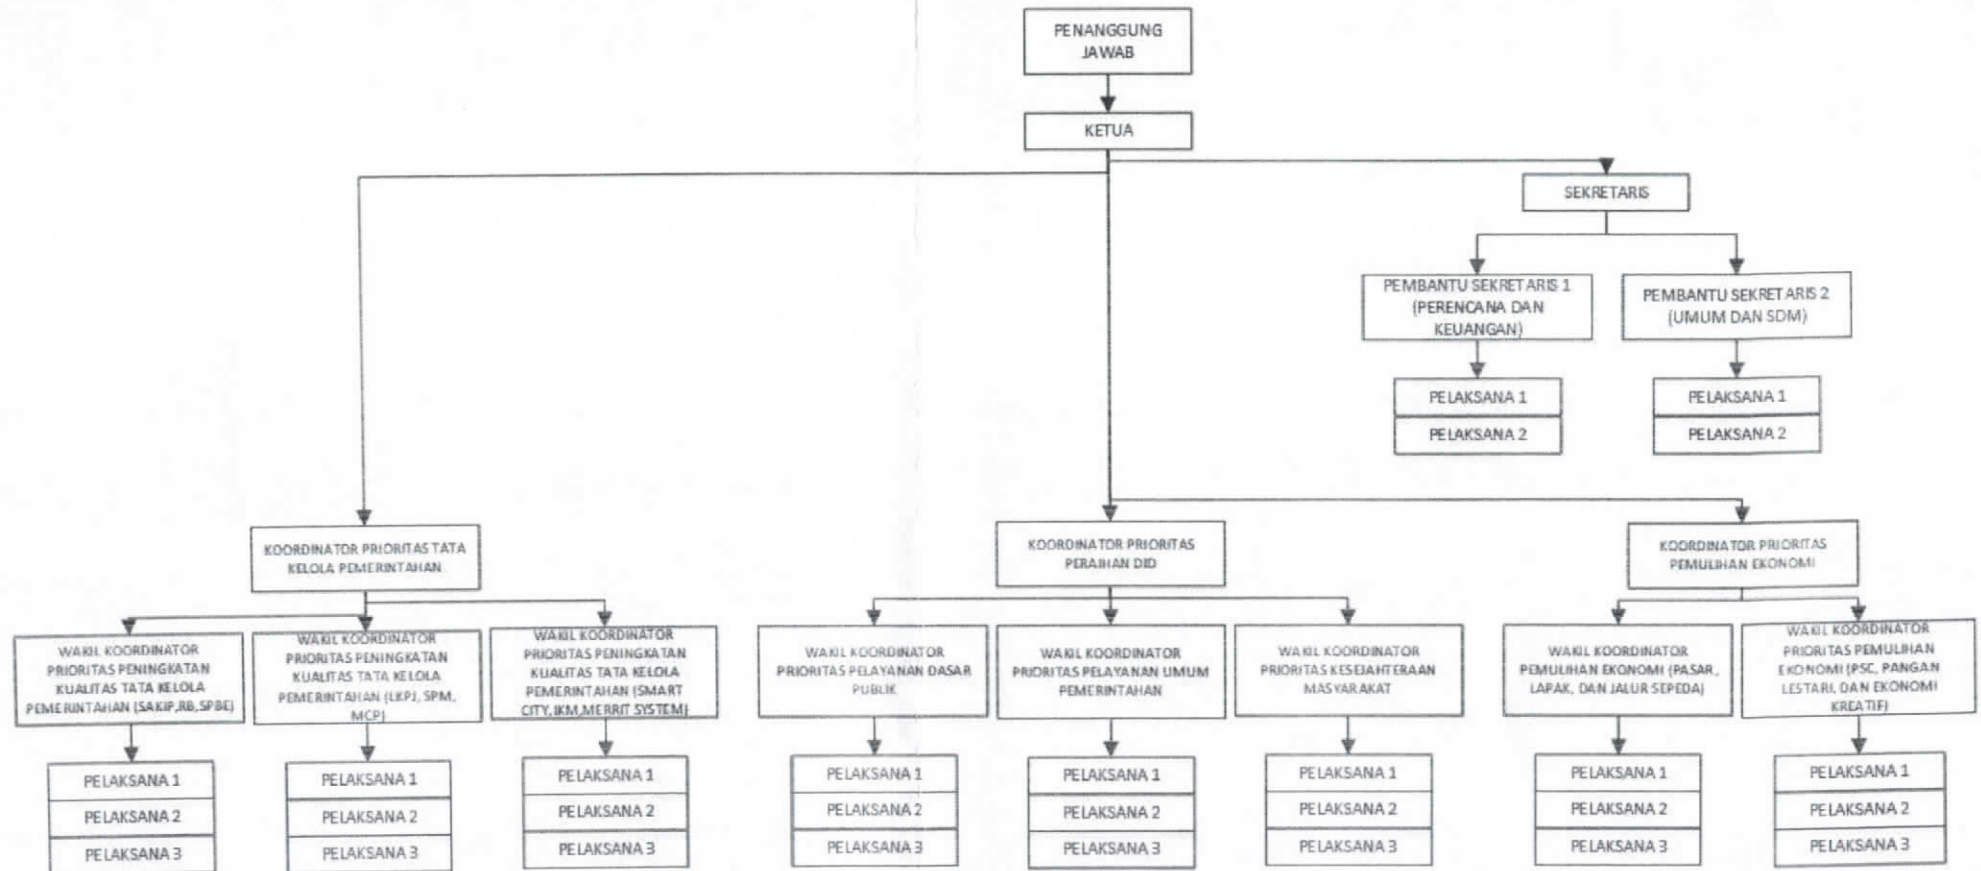 PENANGGUNG
JAWAB
KETUA
SEKRETARIS
PEMBANTU SEKRETARIS 1
(PERENCANA DAN
KEUANGAN)
PEMBANTU SEKRETARIS 2
(UMUM DAN SDM)
PELAKSANA 1
PELAKSANA 2
PELAKSANA 1
PELAKSANA 2
KOORDINATOR PRIORITAS TATA
KELOLA PEMERINTAHAN
KOORDINATOR PRIORITAS
PERAIHAN DID
KOORDINATOR PRIORITAS
PEMULIHAN EKONOMI
WAKIL KOORDINATOR
PRIORITAS PENINGKATAN
KUALITAS TATA KELOLA
PEMERINTAHAN (SAKIP,RB,SPBE)
WAKIL KOORDINATOR
PRIORITAS PENINGKATAN
KUALITAS TATA KELOLA
PEMERINTAHAN (LKPJ, SPM,
MCP)
WAKIL KOORDINATOR
PRIORITAS PENINGKATAN
KUALITAS TATA KELOLA
PEMERINTAHAN (SMART
CITY,IKM,MERRIT SYSTEM)
WAKIL KOORDINATOR
PRIORITAS PELAYANAN DASAR
PUBLIK
WAKIL KOORDINATOR
PRIORITAS PELAYANAN UMUM
PEMERINTAHAN
WAKIL KOORDINATOR
PRIORITAS KESEJAHTERAAN
MASYARAKAT
WAKIL KOORDINATOR
PEMULIHAN EKONOMI (PASAR,
LAPAK, DAN JALUR SEPEDA)
WAKIL KOORDINATOR
PRIORITAS PEMULIHAN
EKONOMI (PSC, PANGAN
LESTARI, DAN EKONOMI
KREATIF)
PELAKSANA 1
PELAKSANA 2
PELAKSANA 3
PELAKSANA 1
PELAKSANA 2
PELAKSANA 3
PELAKSANA 1
PELAKSANA 2
PELAKSANA 3
PELAKSANA 1
PELAKSANA 2
PELAKSANA 3
PELAKSANA 1
PELAKSANA 2
PELAKSANA 3
PELAKSANA 1
PELAKSANA 2
PELAKSANA 3
PELAKSANA 1
PELAKSANA 2
PELAKSANA 3
PELAKSANA 1
PELAKSANA 2
PELAKSANA 3